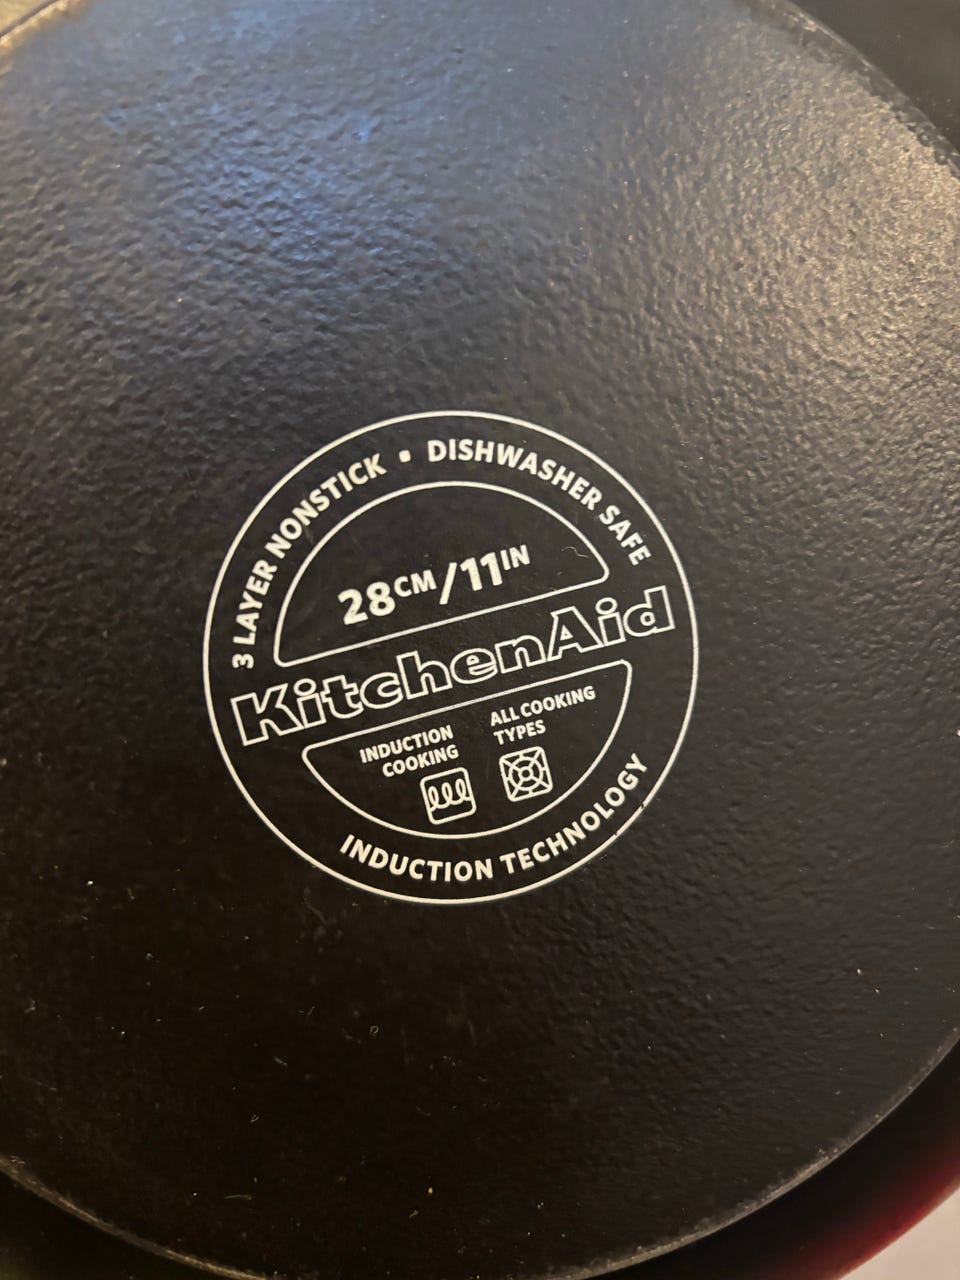 3 LAYER NONSTICK • DISHWASHER SAFE
28CM/11IN
KitchenAid
INDUCTION
COOKING
ALL COOKING
TYPES
INDUCTION TECHNOLOGY